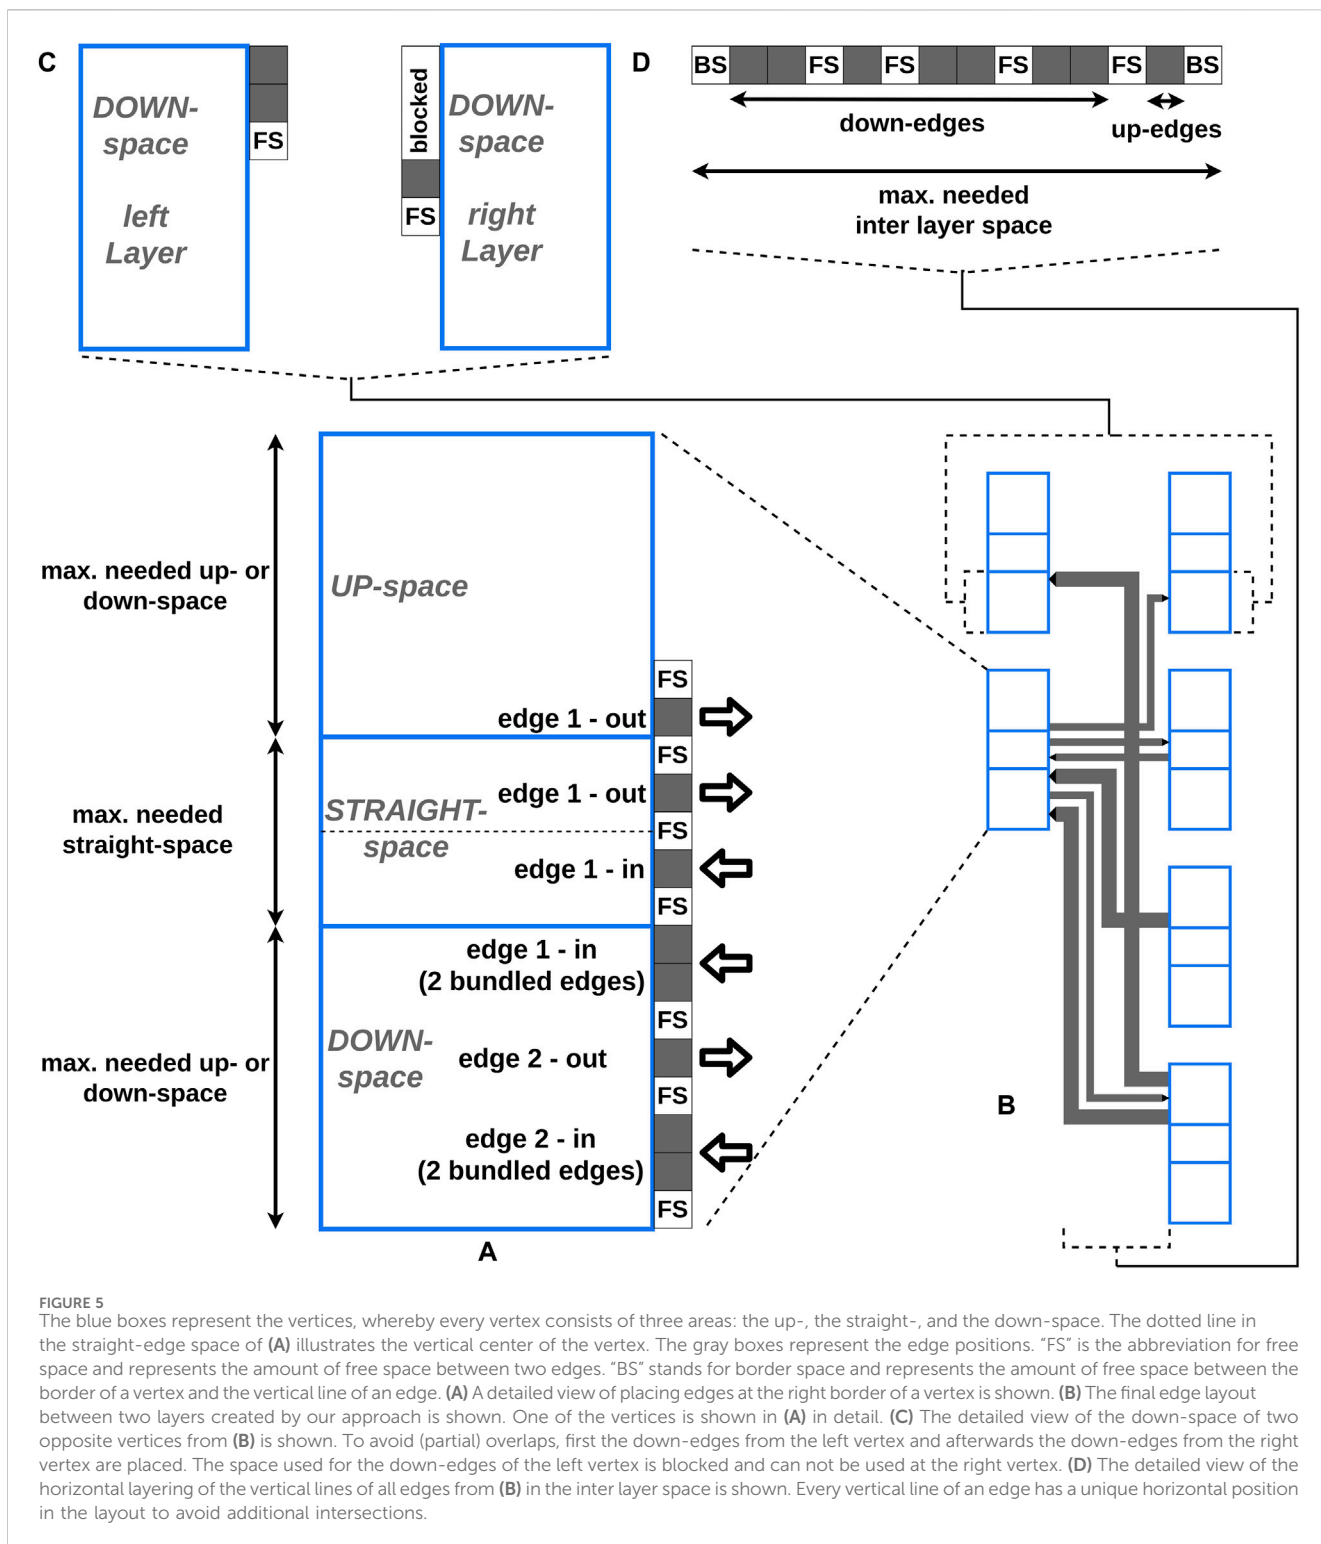 C
DOWN-
space
left
Layer
FS
blocked
FS
DOWN-
space
right
Layer
D
BS FS FS FS FS BS
down-edges
up-edges
max. needed
inter layer space
max. needed up- or
down-space
max. needed
straight-space
max. needed up- or
down-space
UP-space
FS
edge 1 - out
FS
STRAIGHT-
space
edge 1 - out
FS
edge 1 - in
FS
edge 1 - in
(2 bundled edges)
FS
DOWN-
space
edge 2 - out
FS
edge 2 - in
(2 bundled edges)
FS
A
B
FIGURE 5
The blue boxes represent the vertices, whereby every vertex consists of three areas: the up-, the straight-, and the down-space. The dotted line in
the straight-edge space of (A) illustrates the vertical center of the vertex. The gray boxes represent the edge positions. “FS” is the abbreviation for free
space and represents the amount of free space between two edges. “BS” stands for border space and represents the amount of free space between the
border of a vertex and the vertical line of an edge. (A) A detailed view of placing edges at the right border of a vertex is shown. (B) The final edge layout
between two layers created by our approach is shown. One of the vertices is shown in (A) in detail. (C) The detailed view of the down-space of two
opposite vertices from (B) is shown. To avoid (partial) overlaps, first the down-edges from the left vertex and afterwards the down-edges from the right
vertex are placed. The space used for the down-edges of the left vertex is blocked and can not be used at the right vertex. (D) The detailed view of the
horizontal layering of the vertical lines of all edges from (B) in the inter layer space is shown. Every vertical line of an edge has a unique horizontal position
in the layout to avoid additional intersections.